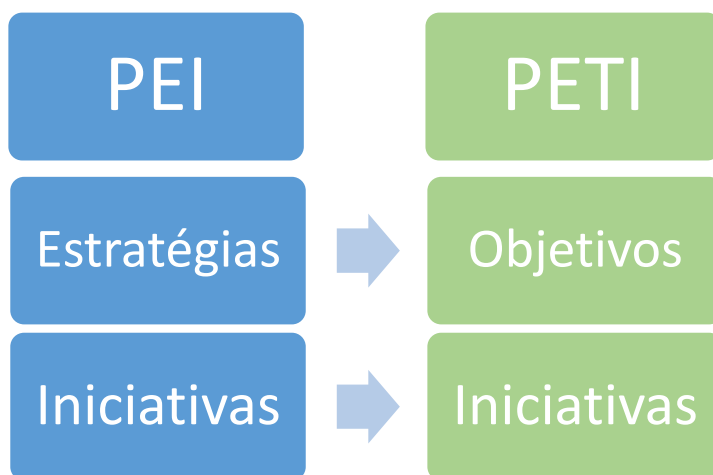 PEI
PETI
Estratégias
Objetivos
Iniciativas
Iniciativas